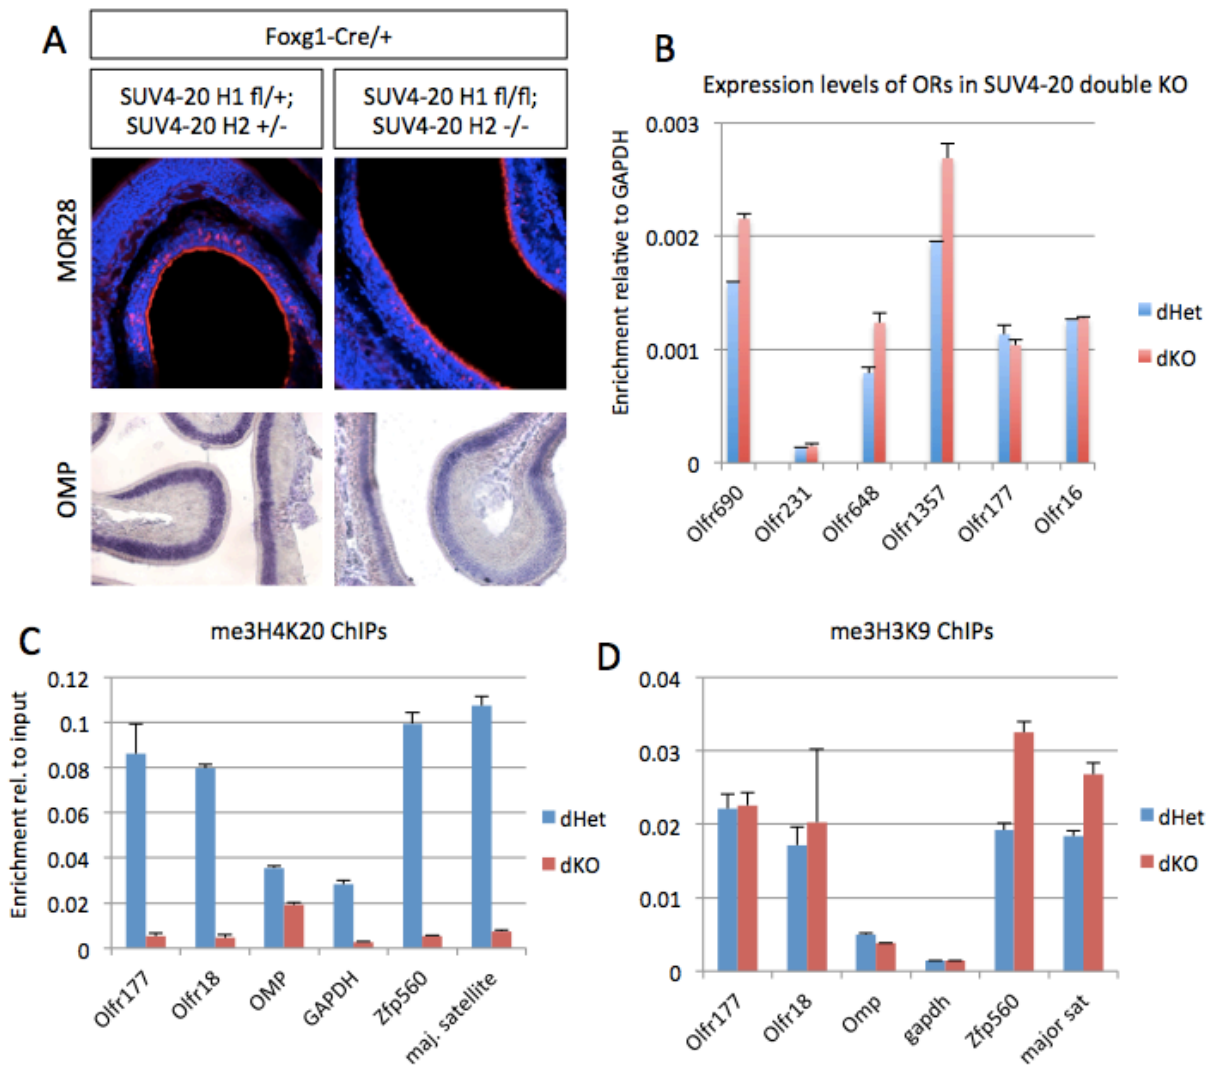 A
Foxg1-Cre/+
SUV4-20 H1 fl/+;
SUV4-20 H2 +/-
SUV4-20 H1 fl/fl;
SUV4-20 H2 -/-
MOR28
OMP
B
Expression levels of ORs in SUV4-20 double KO
Enrichment relative to GAPDH
0.003
0.002
0.001
0
Olfr690
Olfr231
Olfr648
Olfr1357
Olfr177
Olfr16
dHet
dKO
C
me3H4K20 ChIPs
Enrichment rel. to input
0.12
0.1
0.08
0.06
0.04
0.02
0
Olfr177
Olfr18
OMP
GAPDH
Zfp560
maj. satellite
dHet
dKO
D
me3H3K9 ChIPs
0.04
0.03
0.02
0.01
0
Olfr177
Olfr18
Omp
gapdh
Zfp560
major sat
dHet
dKO